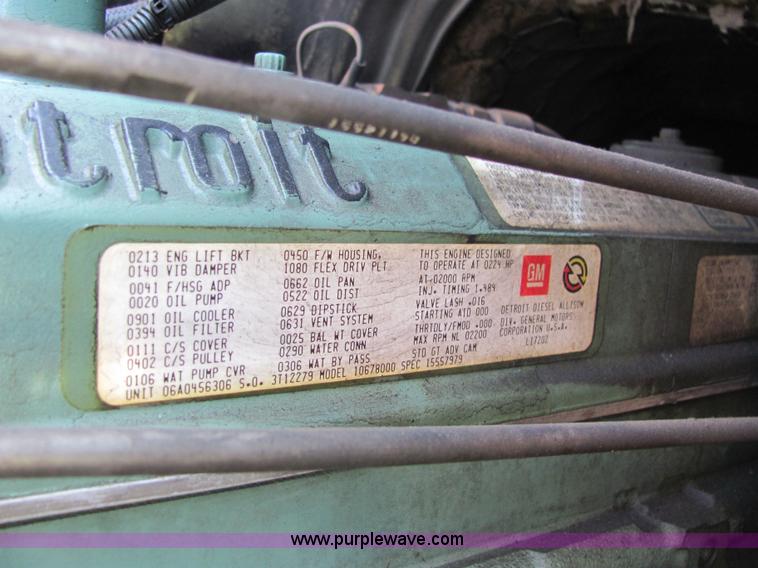 etroit
0213 ENG LIFT BKT
0140 VIB DAMPER
0041 F/HSG ADP
0020 OIL PUMP
0901 OIL COOLER
0394 OIL FILTER
0111 C/S COVER
0402 C/S PULLEY
0106 WAT PUMP CVR
0450 F/W HOUSING,
1080 FLEX DRIV PLT
0662 OIL PAN
0522 OIL DIST
0629 DIPSTICK
0631 VENT SYSTEM
0025 BAL WT COVER
0290 WATER CONN
0306 WAT BY PASS
THIS ENGINE DESIGNED
TO OPERATE AT 0224 HP
AT 02000 RPM
INJ. TIMING 1.484
VALVE LASH .016
STARTING ATD 000
THRTDLY/FMOD .000
MAX RPM NL 02200
STD GT ADV CAM
UNIT 06A0456306 S.O. 3T12279 MODEL 10678000 SPEC 15557979
GM
DETROIT DIESEL ALLISON
DIV. GENERAL MOTORS
CORPORATION U.S.A.
L17202
www.purplewave.com